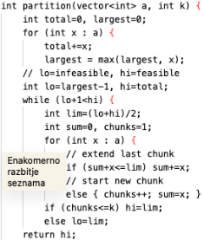 int partition(vector<int> a, int k) {
int total=0, largest=0;
for (int x : a) {
total+=x;
largest = max(largest, x);
}
// lo=infeasible, hi=feasible
int lo=largest-1, hi=total;
while (lo+1<hi) {
int lim=(lo+hi)/2;
int sum=0, chunks=1;
for (int x : a) {
// extend last chunk
if (sum+x<=lim) sum+=x;
// start new chunk
else { chunks++; sum=x; }
}
if (chunks<=k) hi=lim;
else lo=lim;
}
return hi;
Enakomerno
razbitje
seznama